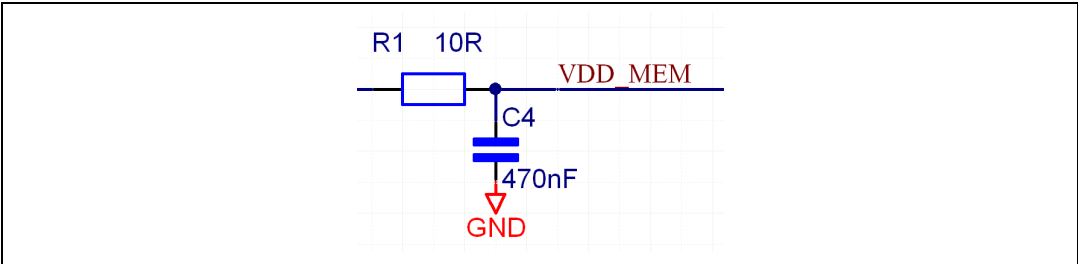 R1 10R
VDD_MEM
C4
470nF
GND